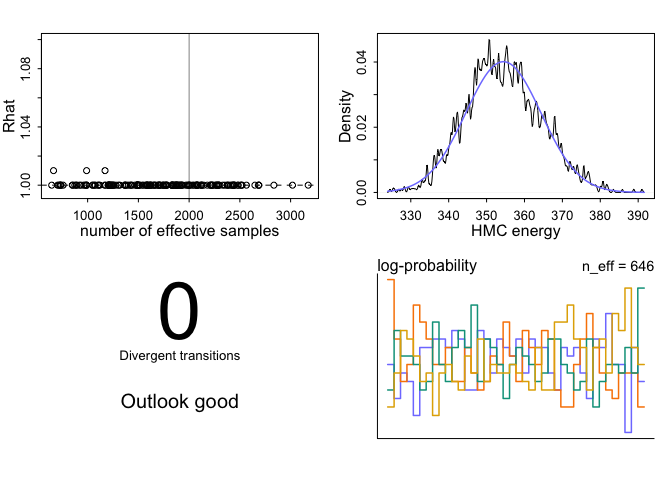 Rhat
1.00
1.04
1.08
1000
1500
2000
2500
3000
number of effective samples
Density
0.00
0.02
0.04
330
340
350
360
370
380
390
HMC energy
0
Divergent transitions
Outlook good
log-probability
n_eff = 646